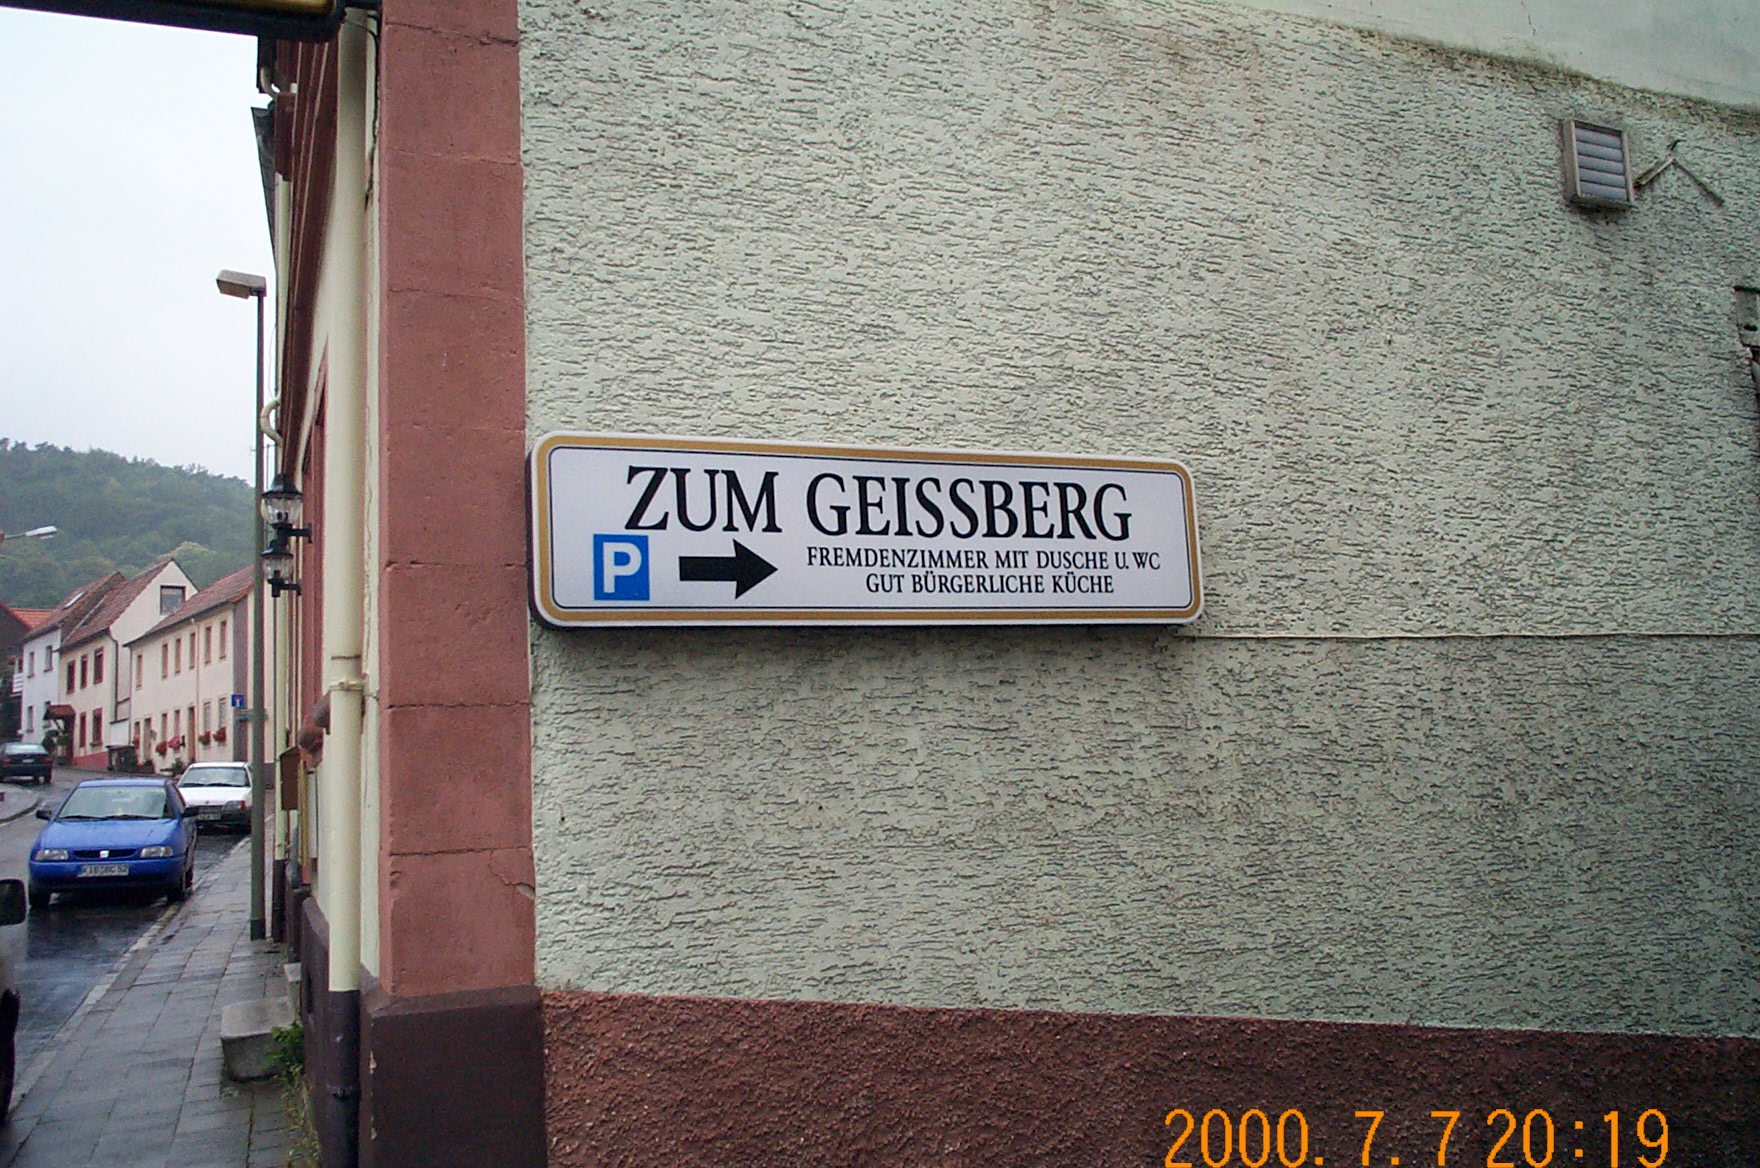 ZUM GEISSBERG
P
FREMDENZIMMER MIT DUSCHE U. WC
GUT BÜRGERLICHE KÜCHE
2000. 7. 7 20:19